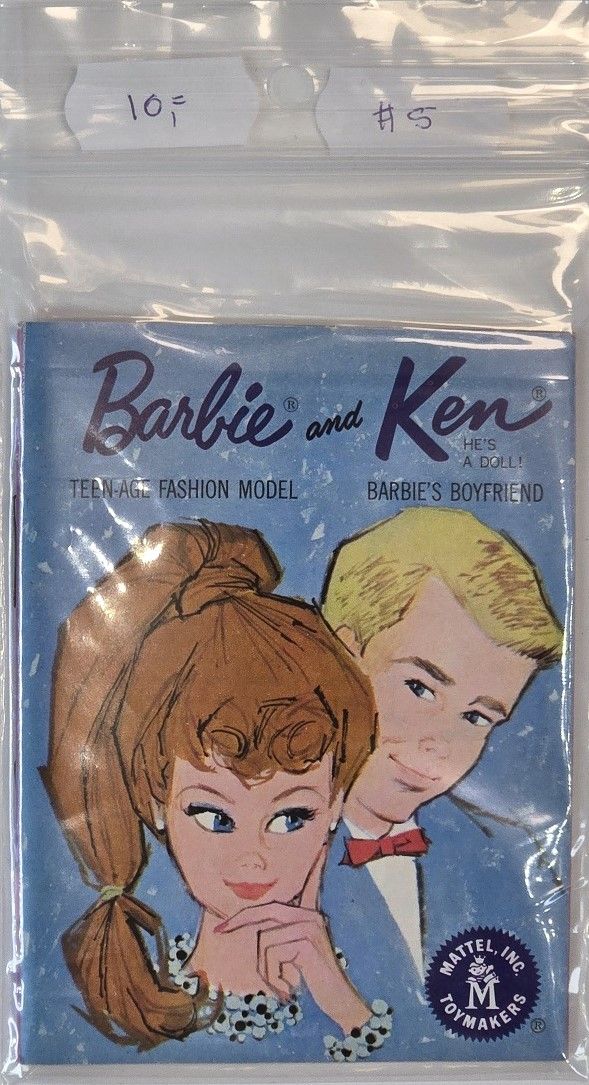 10,= #5
Barbie® and Ken®
HE'S
A DOLL!
TEEN-AGE FASHION MODEL BARBIE'S BOYFRIEND
MATTEL, INC.
M
TOYMAKERS
®